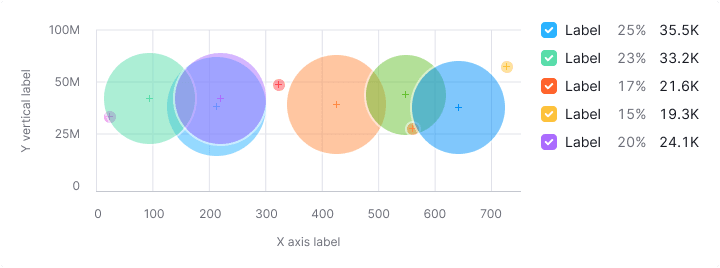 100M
50M
25M
0
Y vertical label
0 100 200 300 400 500 600 700
X axis label
Label 25% 35.5K
Label 23% 33.2K
Label 17% 21.6K
Label 15% 19.3K
Label 20% 24.1K